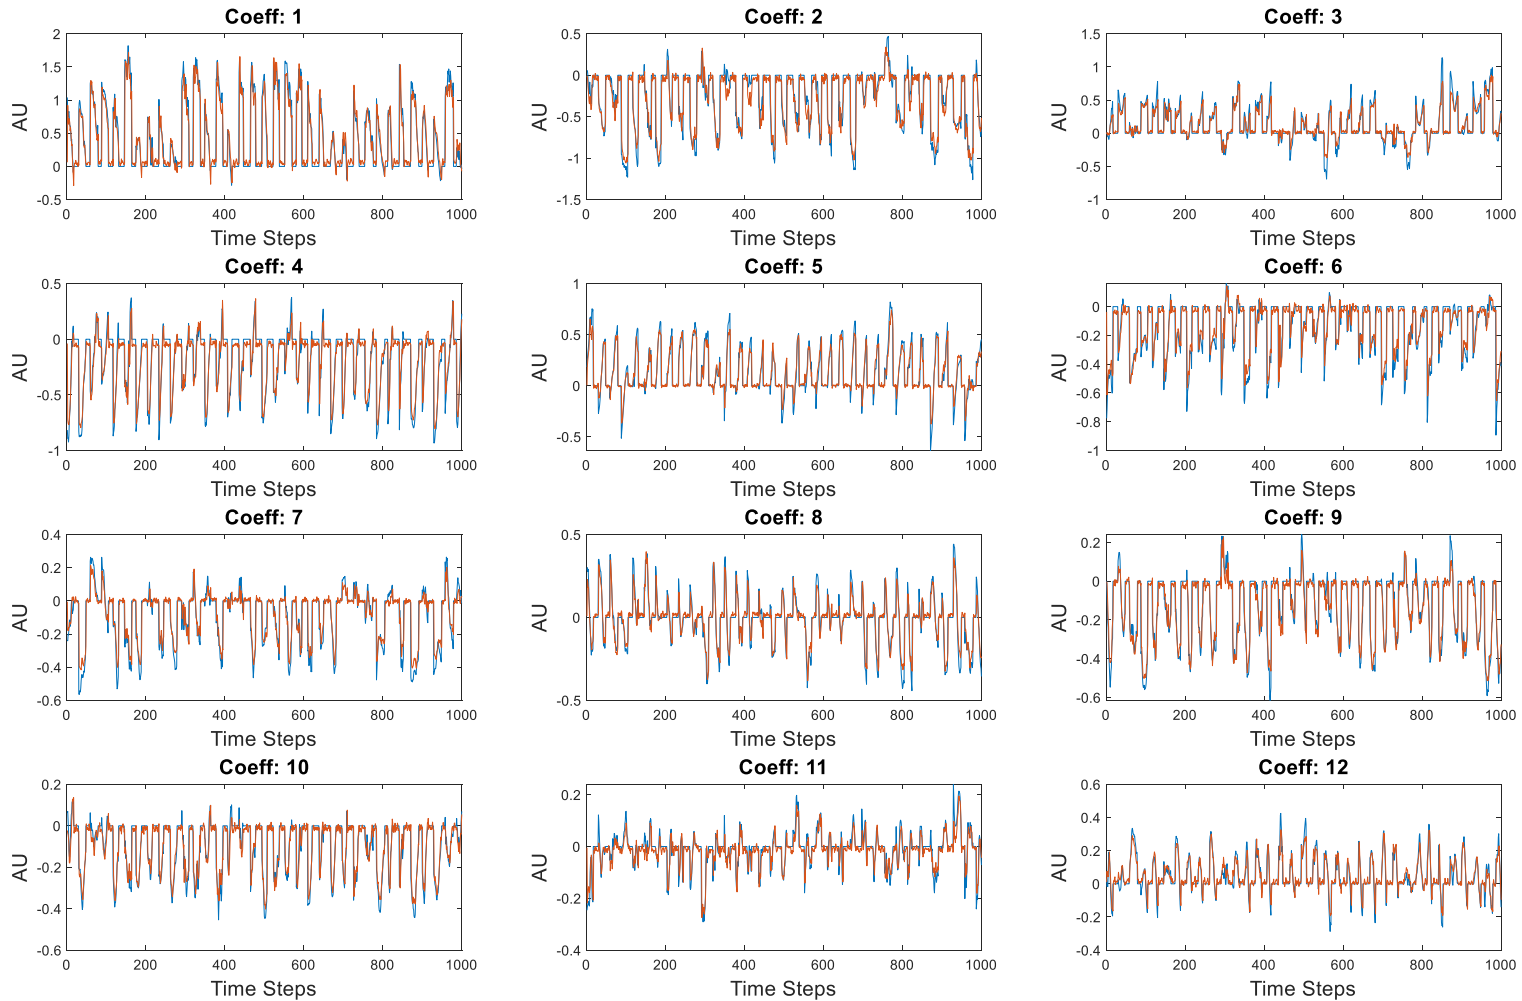 Coeff: 1
2
1.5
1
0.5
0
-0.5
AU
0 200 400 600 800 1000
Time Steps
Coeff: 2
0.5
0
-0.5
-1
-1.5
AU
0 200 400 600 800 1000
Time Steps
Coeff: 3
1.5
1
0.5
0
-0.5
-1
AU
0 200 400 600 800 1000
Time Steps
Coeff: 4
0.5
0
-0.5
-1
AU
0 200 400 600 800 1000
Time Steps
Coeff: 5
1
0.5
0
-0.5
AU
0 200 400 600 800 1000
Time Steps
Coeff: 6
0
-0.2
-0.4
-0.6
-0.8
-1
AU
0 200 400 600 800 1000
Time Steps
Coeff: 7
0.4
0.2
0
-0.2
-0.4
-0.6
AU
0 200 400 600 800 1000
Time Steps
Coeff: 8
0.5
0
-0.5
AU
0 200 400 600 800 1000
Time Steps
Coeff: 9
0.2
0
-0.2
-0.4
-0.6
AU
0 200 400 600 800 1000
Time Steps
Coeff: 10
0.2
0
-0.2
-0.4
-0.6
AU
0 200 400 600 800 1000
Time Steps
Coeff: 11
0.2
0
-0.2
-0.4
AU
0 200 400 600 800 1000
Time Steps
Coeff: 12
0.6
0.4
0.2
0
-0.2
-0.4
AU
0 200 400 600 800 1000
Time Steps